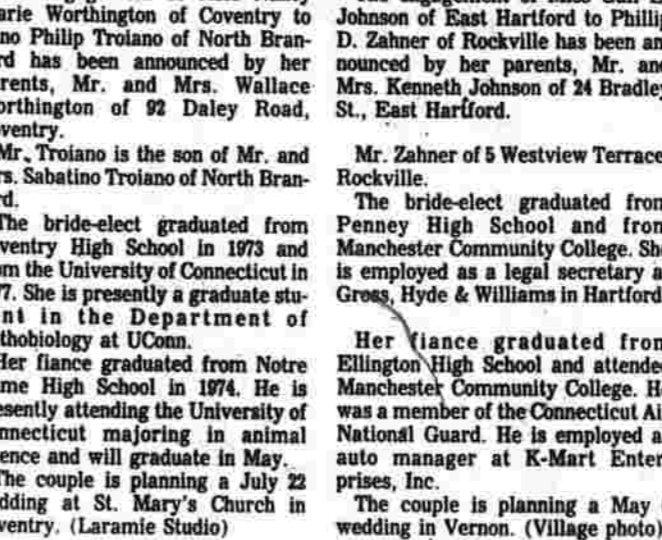 arie Worthington of Coventry to
no Philip Troiano of North Bran-
rd has been announced by her
rents, Mr. and Mrs. Wallace
orthington of 92 Daley Road,
ventry.
Mr. Troiano is the son of Mr. and
rs. Sabatino Troiano of North Bran-
rd.
The bride-elect graduated from
ventry High School in 1973 and
om the University of Connecticut in
7. She is presently a graduate stu-
nt in the Department of
thobiology at UConn.
Her fiance graduated from Notre
me High School in 1974. He is
esently attending the University of
nnecticut majoring in animal
ence and will graduate in May.
The couple is planning a July 22
dding at St. Mary's Church in
ventry. (Laramie Studio)
Johnson of East Hartford to Philli
D. Zahner of Rockville has been an
nounced by her parents, Mr. and
Mrs. Kenneth Johnson of 24 Bradley
St., East Hartford.
Mr. Zahner of 5 Westview Terrace
Rockville.
The bride-elect graduated from
Penney High School and from
Manchester Community College. She
is employed as a legal secretary a
Gross, Hyde & Williams in Hartford
Her fiance graduated from
Ellington High School and attended
Manchester Community College. H
was a member of the Connecticut Ai
National Guard. He is employed a
auto manager at K-Mart Enter
prises, Inc.
The couple is planning a May
wedding in Vernon. (Village photo)